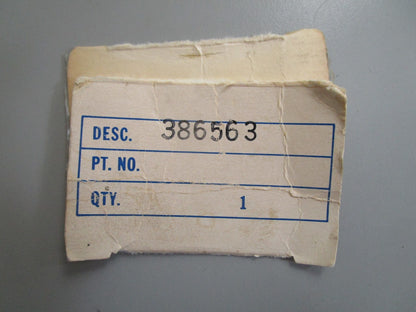 DESC. 386563
PT. NO.
QTY. 1